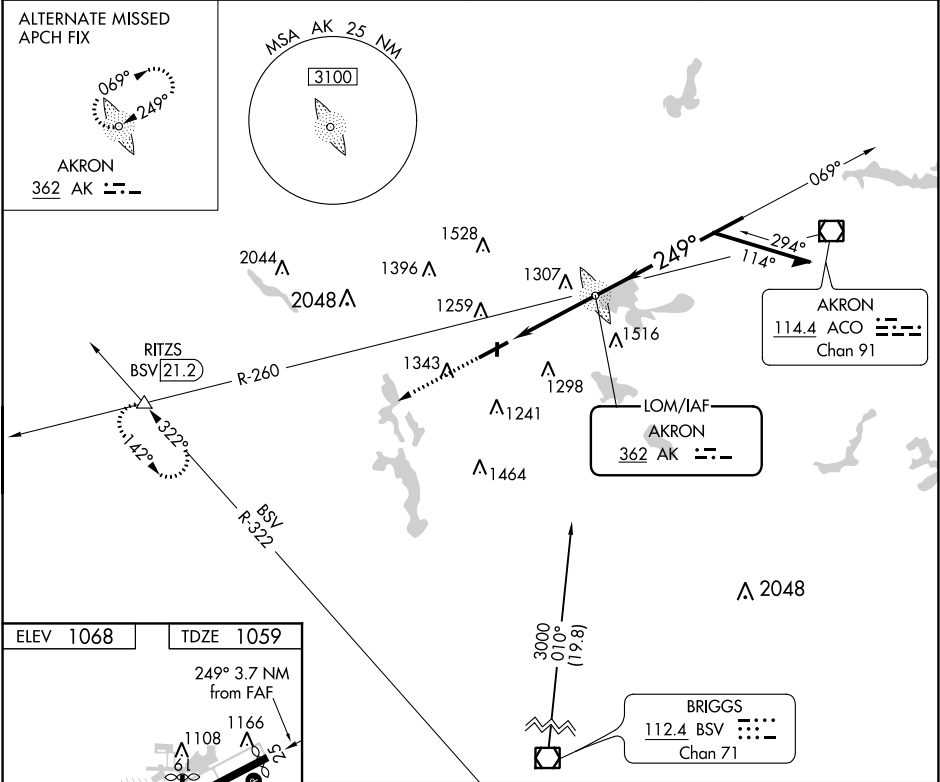 ALTERNATE MISSED
APCH FIX
069°
249°
AKRON
362 AK
MSA AK 25 NM
3100
069°
294°
114°
249°
AKRON
114.4 ACO
Chan 91
1528
2044
1396
2048
1307
1259
1516
1343
1298
1241
1464
RITZS
BSV 21.2
R-260
322°
142°
LOM/IAF
AKRON
362 AK
BSV
R-322
2048
3000
010°
(19.8)
BRIGGS
112.4 BSV
Chan 71
ELEV 1068
TDZE 1059
249° 3.7 NM
from FAF
1166
1108
19
25